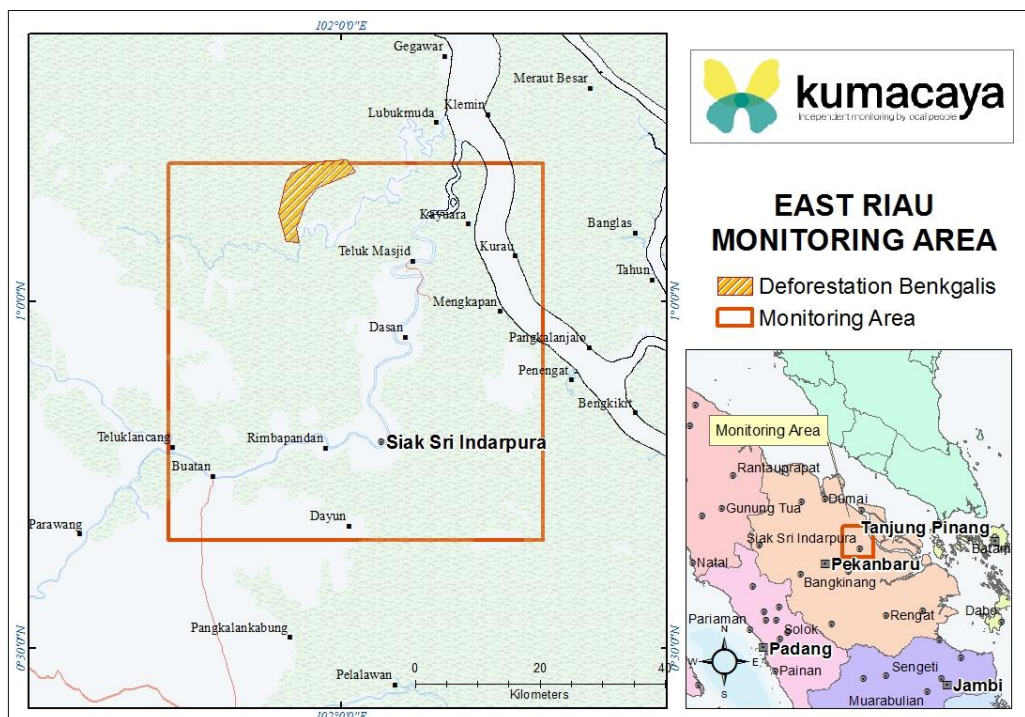 102°0'0"E
Gegawar
Meraut Besar
Klemin
Lubukmuda
Kayuara
Banglas
Teluk Masjid
Kurau
Tahun
1°0'0"N
1°0'0"N
Mengkapan
Dasan
Pangkalanjalo
Penengat
Bengkikit
Teluklancang
Rimbapandan
Siak Sri Indarpura
Buatan
Dayun
Parawang
Pangkalankabung
0°30'0"N
0°30'0"N
Pelalawan
0 20 40
Kilometers
102°0'0"E
kumacaya
Independent monitoring by local people
EAST RIAU
MONITORING AREA
Deforestation Benkgalis
Monitoring Area
Monitoring Area
Rantauprapat
Dumai
Gunung Tua
Tanjung Pinang
Siak Sri Indarpura
Batam
Natal
Pekanbaru
Bangkinang
Dabo
Pariaman
Rengat
Solok
N
W E
S
Padang
Painan
Sengeti
Jambi
Muarabulian